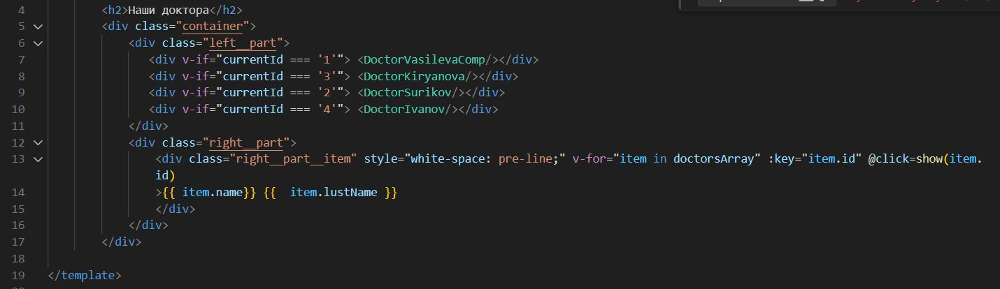 4 <h2>Наши доктора</h2>
5 <div class="container">
6 <div class="left__part">
7 <div v-if="currentId === '1'"> <DoctorVasilevaComp/></div>
8 <div v-if="currentId === '3'"> <DoctorKiryanova/></div>
9 <div v-if="currentId === '2'"> <DoctorSurikov/></div>
10 <div v-if="currentId === '4'"> <DoctorIvanov/></div>
11 </div>
12 <div class="right__part">
13 <div class="right__part__item" style="white-space: pre-line;" v-for="item in doctorsArray" :key="item.id" @click=show(item.
id)
14 >{{ item.name}} {{  item.lustName }}
15 </div>
16 </div>
17 </div>
18
19 </template>